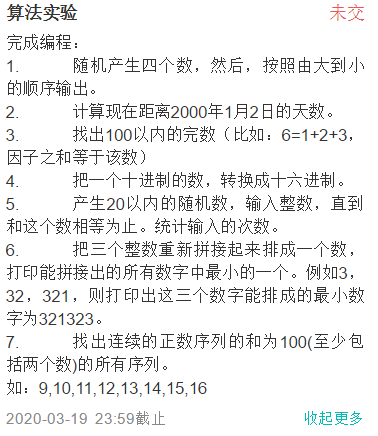 算法实验 未交
完成编程：
1. 随机产生四个数，然后，按照由大到小
的顺序输出。
2. 计算现在距离2000年1月2日的天数。
3. 找出100以内的完数（比如：6=1+2+3，
因子之和等于该数）
4. 把一个十进制的数，转换成十六进制。
5. 产生20以内的随机数，输入整数，直到
和这个数相等为止。统计输入的次数。
6. 把三个整数重新拼接起来排成一个数，
打印能拼接出的所有数字中最小的一个。例如3，
32，321，则打印出这三个数字能排成的最小数
字为321323。
7. 找出连续的正数序列的和为100(至少包
括两个数)的所有序列。
如：9,10,11,12,13,14,15,16
2020-03-19 23:59截止 收起更多